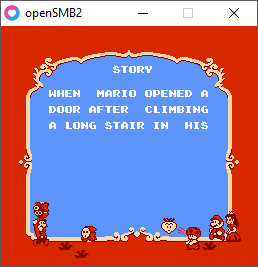 openSMB2
STORY
WHEN MARIO OPENED A
DOOR AFTER CLIMBING
A LONG STAIR IN HIS